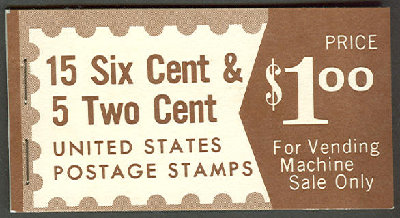 15 Six Cent &
5 Two Cent
UNITED STATES
POSTAGE STAMPS
PRICE
$1.00
For Vending
Machine
Sale Only